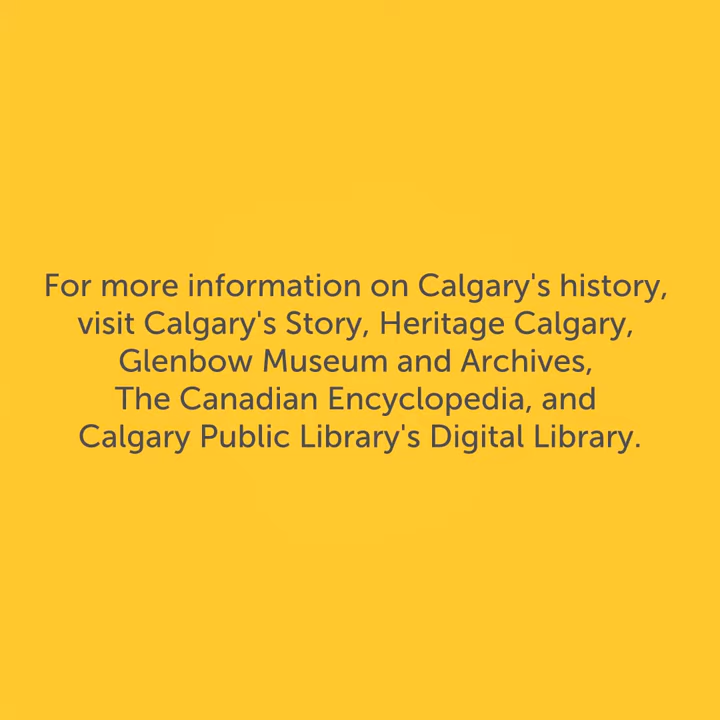 For more information on Calgary's history,
visit Calgary's Story, Heritage Calgary,
Glenbow Museum and Archives,
The Canadian Encyclopedia, and
Calgary Public Library's Digital Library.